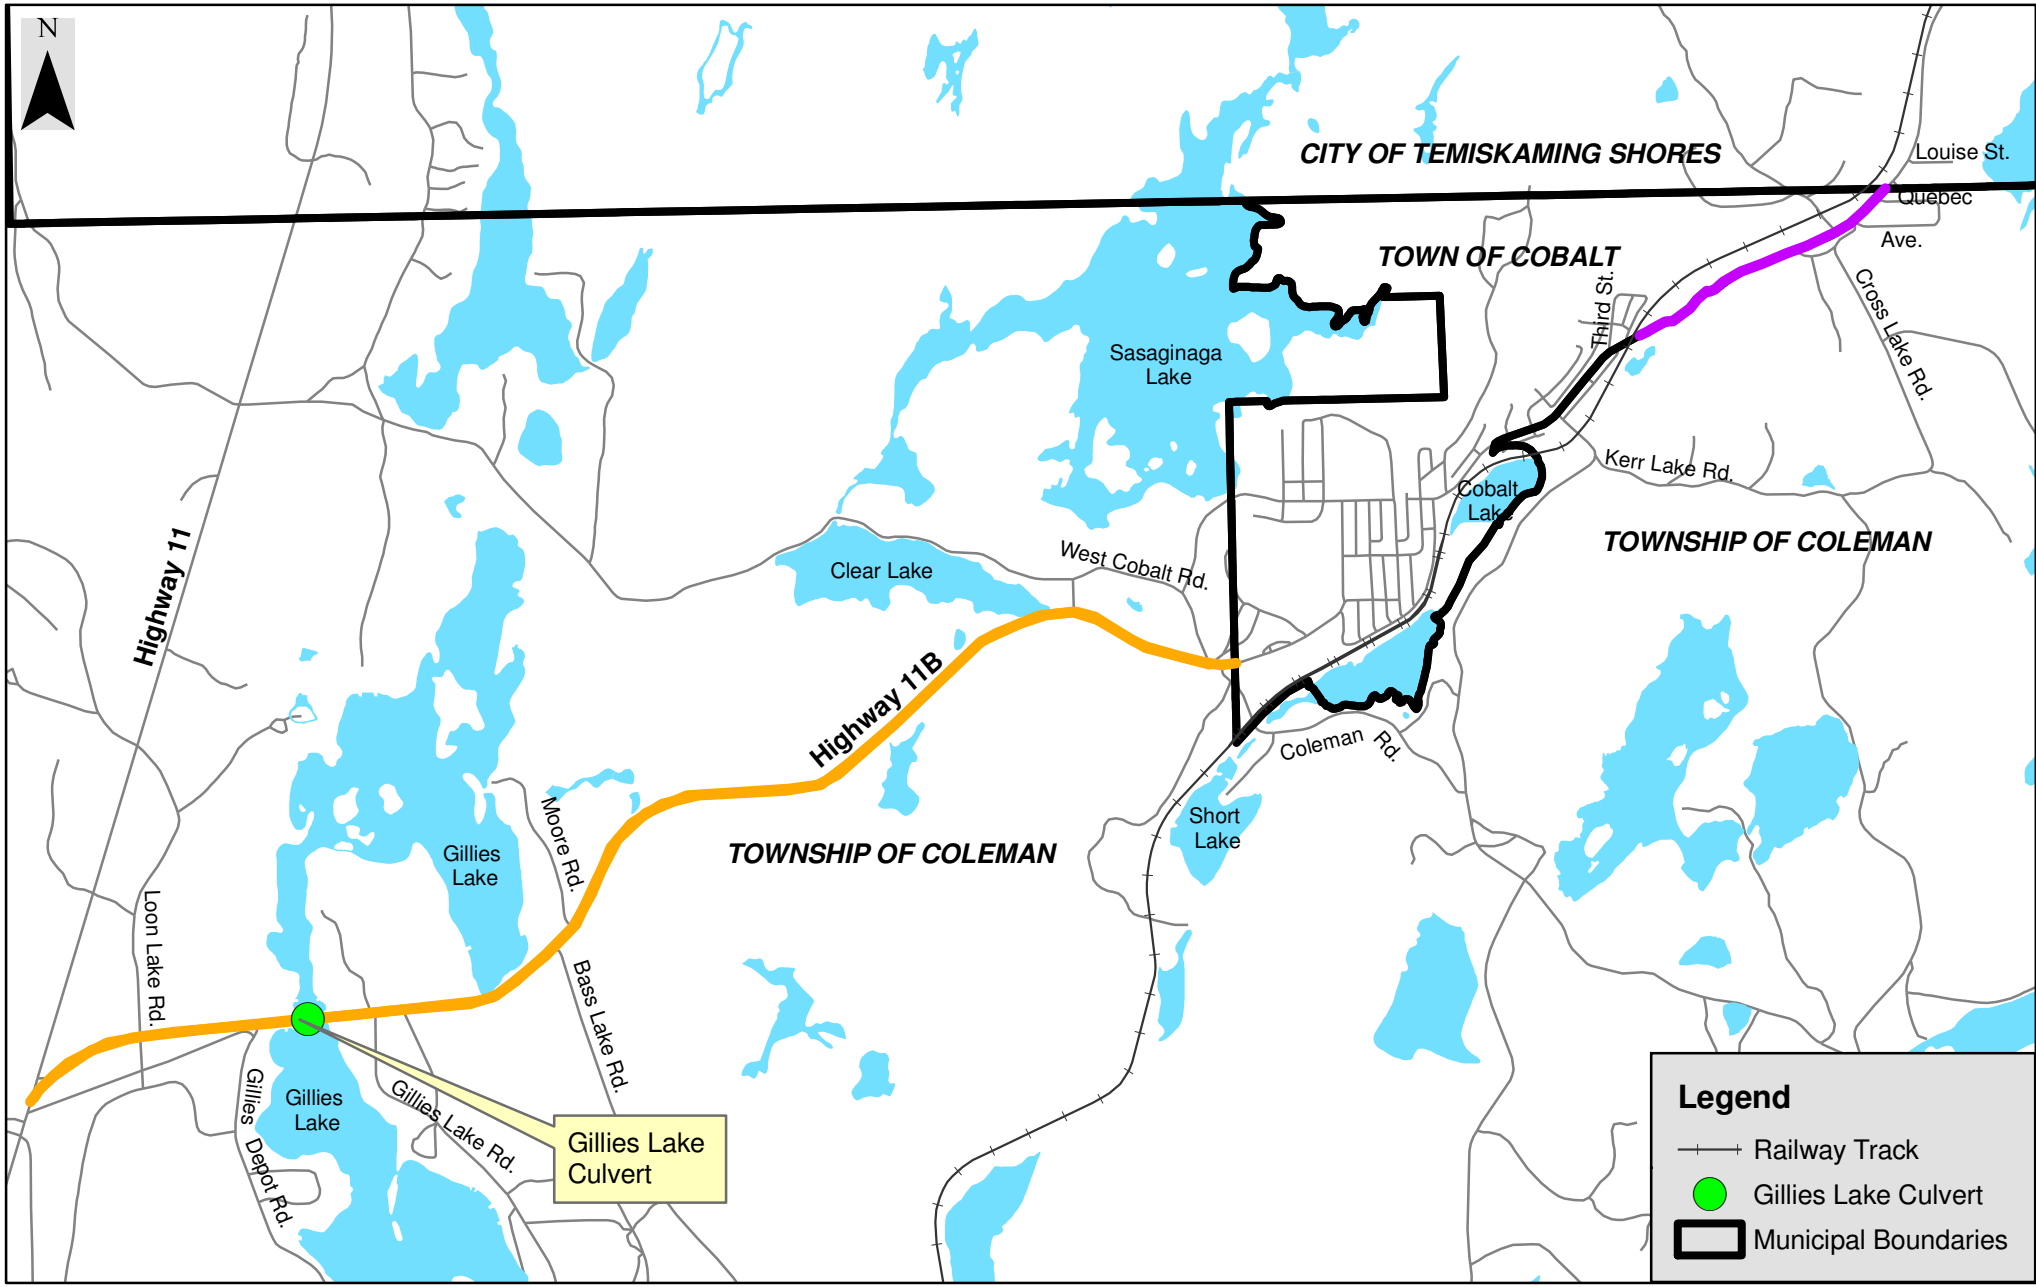 N
CITY OF TEMISKAMING SHORES
Louise St.
Quebec
Ave.
TOWN OF COBALT
Third St.
Cross Lake Rd.
Sasaginaga
Lake
Kerr Lake Rd.
Cobalt
Lake
TOWNSHIP OF COLEMAN
Highway 11
West Cobalt Rd.
Clear Lake
Highway 11B
Coleman Rd.
Moore Rd.
Short
Lake
TOWNSHIP OF COLEMAN
Gillies
Lake
Loon Lake Rd.
Bass Lake Rd.
Gillies
Lake
Gillies Depot Rd.
Gillies Lake Rd.
Gillies Lake
Culvert
Legend
Railway Track
Gillies Lake Culvert
Municipal Boundaries